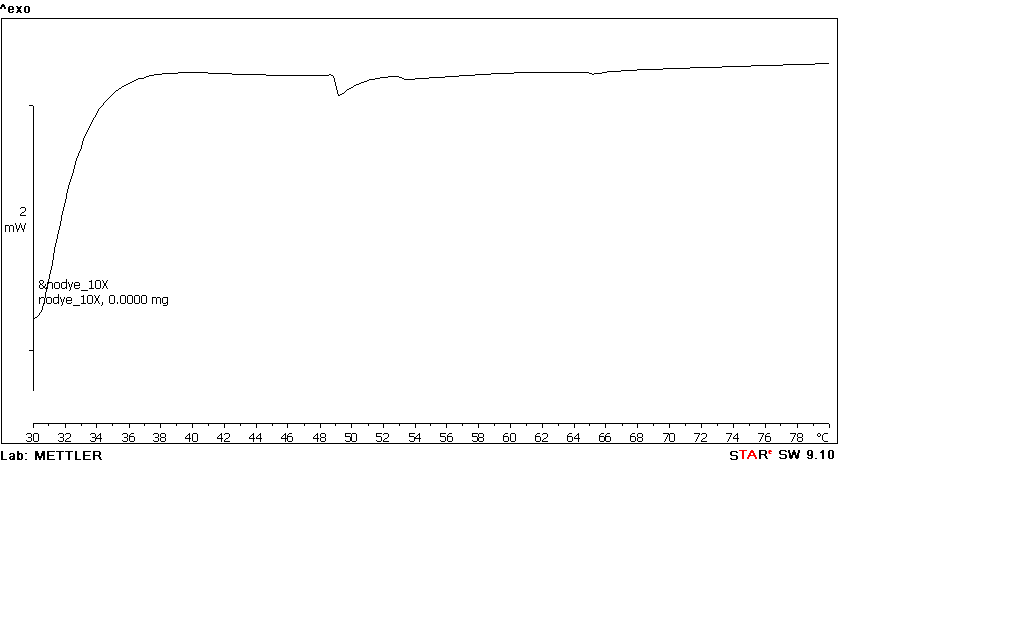 ^exo
2
mW
&nodye_10X
nodye_10X, 0.0000 mg
30 32 34 36 38 40 42 44 46 48 50 52 54 56 58 60 62 64 66 68 70 72 74 76 78 °C
Lab: METTLER STARe SW 9.10